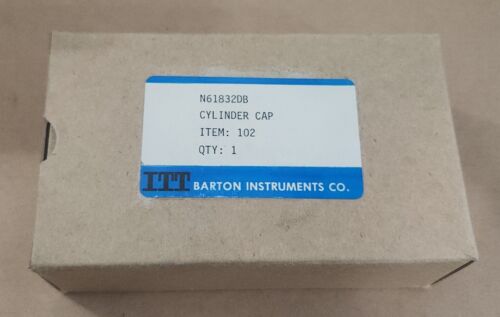 N61832DB
CYLINDER CAP
ITEM: 102
QTY: 1
ITT BARTON INSTRUMENTS CO.